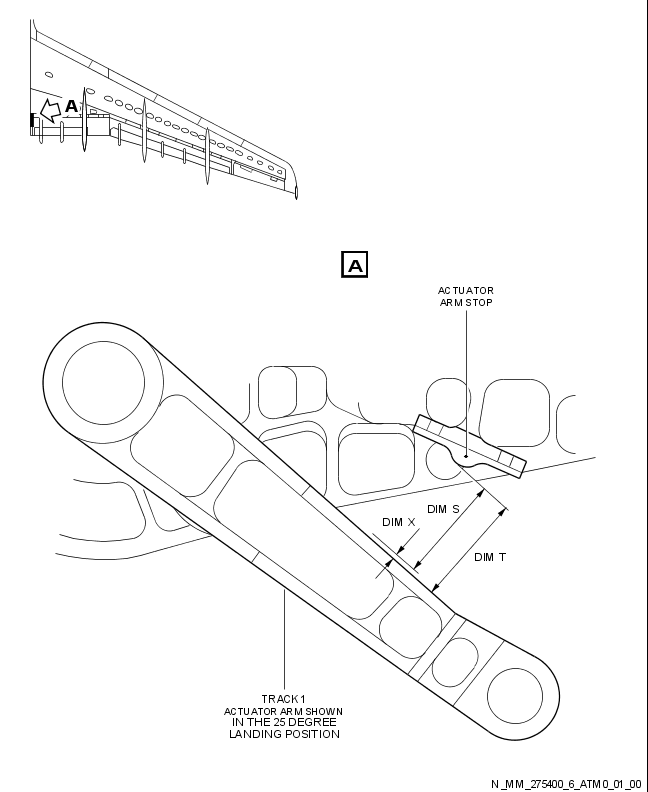 A
A
ACTUATOR
ARM STOP
DIM S
DIM X
DIM T
TRACK 1
ACTUATOR ARM SHOWN
IN THE 25 DEGREE
LANDING POSITION
N_MM_275400_6_ATM0_01_00